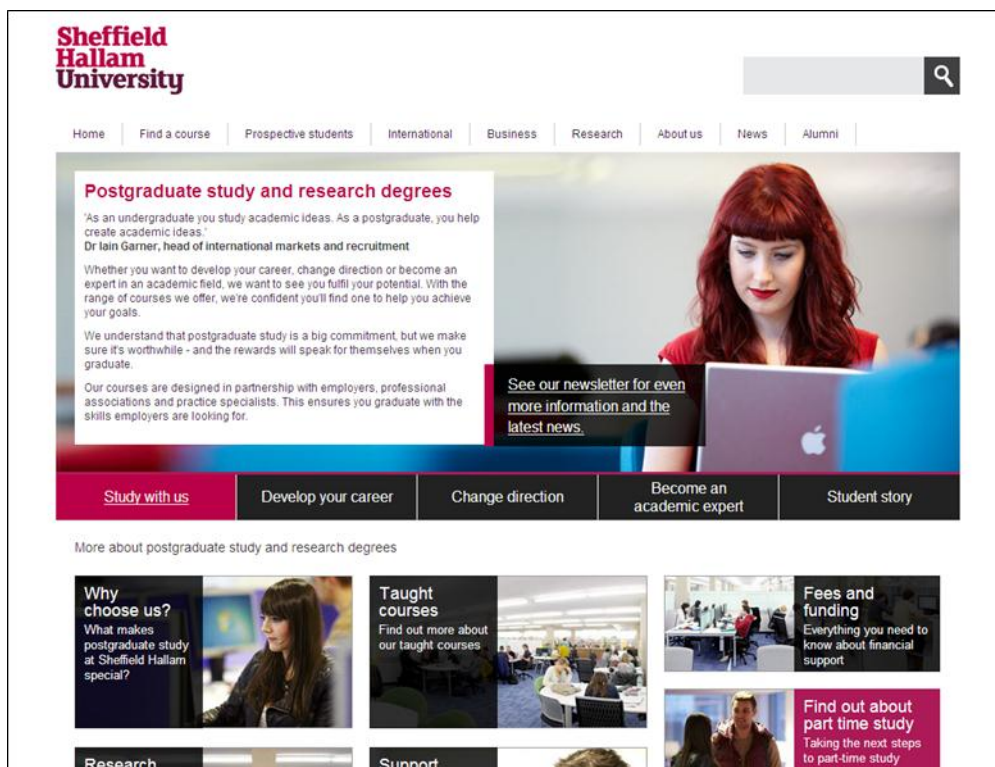 Sheffield
Hallam
University
Home
Find a course
Prospective students
International
Business
Research
About us
News
Alumni
Postgraduate study and research degrees
'As an undergraduate you study academic ideas. As a postgraduate, you help
create academic ideas.'
Dr Iain Garner, head of international markets and recruitment
Whether you want to develop your career, change direction or become an
expert in an academic field, we want to see you fulfil your potential. With the
range of courses we offer, we're confident you'll find one to help you achieve
your goals.
We understand that postgraduate study is a big commitment, but we make
sure it's worthwhile - and the rewards will speak for themselves when you
graduate.
Our courses are designed in partnership with employers, professional
associations and practice specialists. This ensures you graduate with the
skills employers are looking for.
See our newsletter for even
more information and the
latest news.
Study with us
Develop your career
Change direction
Become an
academic expert
Student story
More about postgraduate study and research degrees
Why
choose us?
What makes
postgraduate study
at Sheffield Hallam
special?
Taught
courses
Find out more about
our taught courses
Fees and
funding
Everything you need to
know about financial
support
Find out about
part time study
Taking the next steps
to part-time study
Research
Support